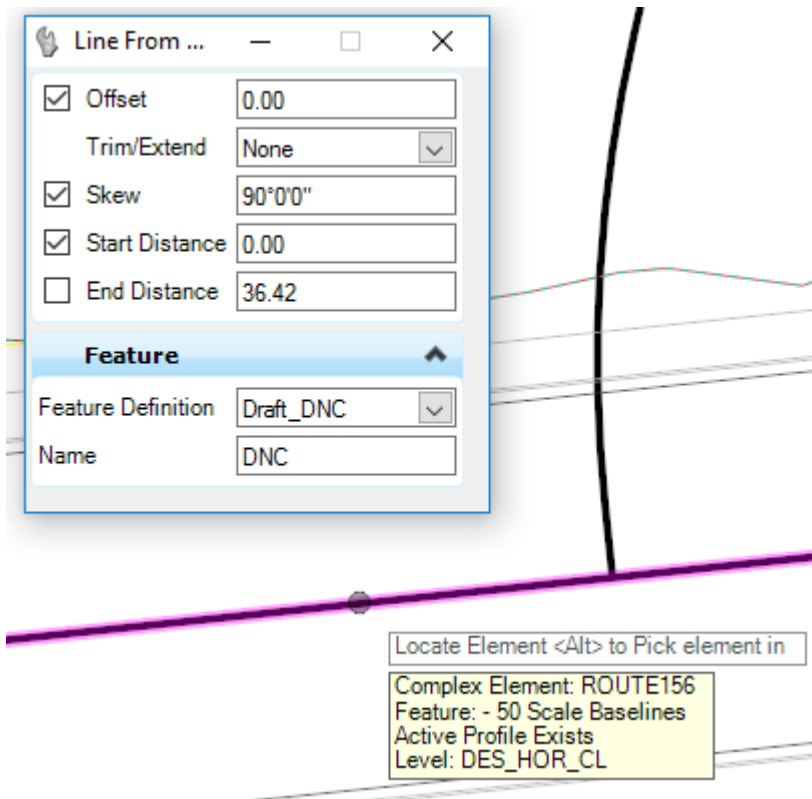 Line From ...
Offset 0.00
Trim/Extend None
Skew 90°0'0"
Start Distance 0.00
End Distance 36.42
Feature
Feature Definition Draft_DNC
Name DNC
Locate Element <Alt> to Pick element in
Complex Element: ROUTE156
Feature: - 50 Scale Baselines
Active Profile Exists
Level: DES_HOR_CL